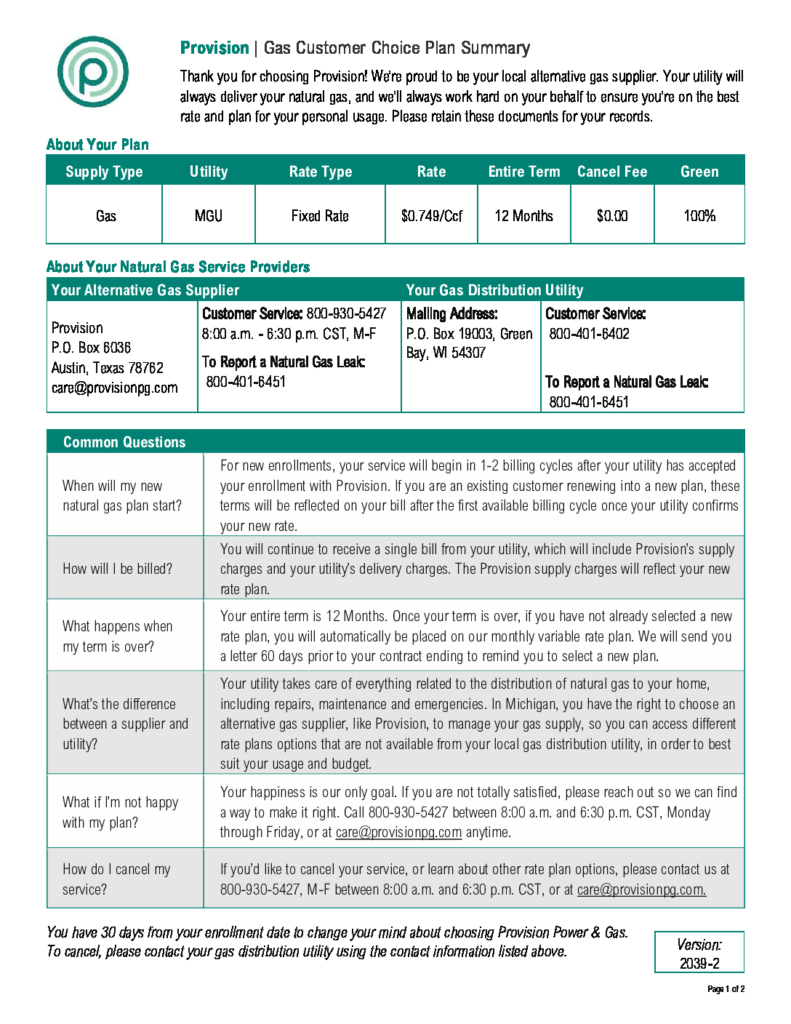 Provision | Gas Customer Choice Plan Summary
Thank you for choosing Provision! We're proud to be your local alternative gas supplier. Your utility will
always deliver your natural gas, and we'll always work hard on your behalf to ensure you're on the best
rate and plan for your personal usage. Please retain these documents for your records.
About Your Plan
Supply Type Utility Rate Type Rate Entire Term Cancel Fee Green
Gas MGU Fixed Rate $0.749/Ccf 12 Months $0.00 100%
About Your Natural Gas Service Providers
Your Alternative Gas Supplier Your Gas Distribution Utility
Provision
P.O. Box 6036
Austin, Texas 78762
care@provisionpg.com
Customer Service: 800-930-5427
8:00 a.m. - 6:30 p.m. CST, M-F
To Report a Natural Gas Leak:
800-401-6451
Mailing Address:
P.O. Box 19003, Green
Bay, WI 54307
Customer Service:
800-401-6402
To Report a Natural Gas Leak:
800-401-6451
Common Questions
When will my new
natural gas plan start?
For new enrollments, your service will begin in 1-2 billing cycles after your utility has accepted
your enrollment with Provision. If you are an existing customer renewing into a new plan, these
terms will be reflected on your bill after the first available billing cycle once your utility confirms
your new rate.
How will I be billed?
You will continue to receive a single bill from your utility, which will include Provision's supply
charges and your utility's delivery charges. The Provision supply charges will reflect your new
rate plan.
What happens when
my term is over?
Your entire term is 12 Months. Once your term is over, if you have not already selected a new
rate plan, you will automatically be placed on our monthly variable rate plan. We will send you
a letter 60 days prior to your contract ending to remind you to select a new plan.
What's the difference
between a supplier and
utility?
Your utility takes care of everything related to the distribution of natural gas to your home,
including repairs, maintenance and emergencies. In Michigan, you have the right to choose an
alternative gas supplier, like Provision, to manage your gas supply, so you can access different
rate plans options that are not available from your local gas distribution utility, in order to best
suit your usage and budget.
What if I'm not happy
with my plan?
Your happiness is our only goal. If you are not totally satisfied, please reach out so we can find
a way to make it right. Call 800-930-5427 between 8:00 a.m. and 6:30 p.m. CST, Monday
through Friday, or at care@provisionpg.com anytime.
How do I cancel my
service?
If you'd like to cancel your service, or learn about other rate plan options, please contact us at
800-930-5427, M-F between 8:00 a.m. and 6:30 p.m. CST, or at care@provisionpg.com.
You have 30 days from your enrollment date to change your mind about choosing Provision Power & Gas.
To cancel, please contact your gas distribution utility using the contact information listed above.
Version:
2039-2
Page 1 of 2